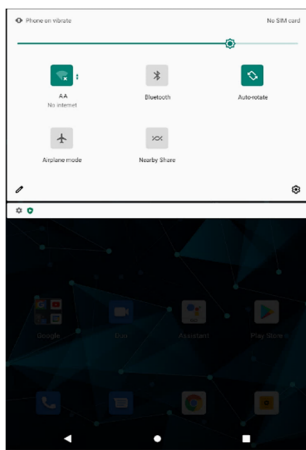 Phone on vibrate
No SIM card
AA
No internet
Bluetooth
Auto-rotate
Airplane mode
Nearby Share
Google
Duo
Assistant
Play Store